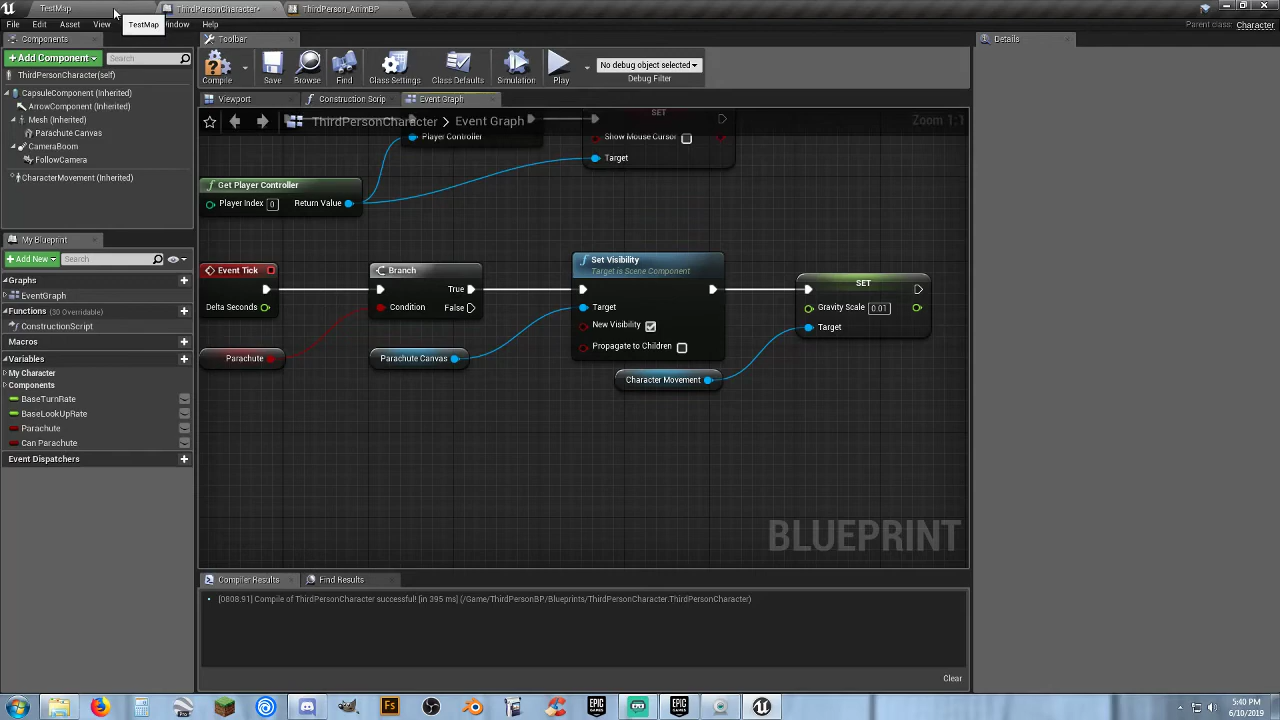 TestMap
ThirdPersonCharacter*
ThirdPerson_AnimBP
File
Edit
Asset
View
TestMap
Window
Help
Parent class: Character
Components
+Add Component
Search
ThirdPersonCharacter(self)
CapsuleComponent (Inherited)
ArrowComponent (Inherited)
Mesh (Inherited)
Parachute Canvas
CameraBoom
FollowCamera
CharacterMovement (Inherited)
My Blueprint
+Add New
Search
Graphs
EventGraph
Functions (30 Overridable)
ConstructionScript
Macros
Variables
My Character
Components
BaseTurnRate
BaseLookUpRate
Parachute
Can Parachute
Event Dispatchers
Toolbar
Compile
Save
Browse
Find
Class Settings
Class Defaults
Simulation
Play
No debug object selected
Debug Filter
Viewport
Construction Scrip
Event Graph
ThirdPersonCharacter > Event Graph
Zoom 1:1
Player Controller
SET
Show Mouse Cursor
Target
Get Player Controller
Player Index 0
Return Value
Event Tick
Delta Seconds
Branch
True
Condition
False
Parachute
Parachute Canvas
Set Visibility
Target is Scene Component
Target
New Visibility
Propagate to Children
Character Movement
SET
Gravity Scale 0.01
Target
BLUEPRINT
Compiler Results
Find Results
[0808.91] Compile of ThirdPersonCharacter successful! [in 395 ms] (/Game/ThirdPersonBP/Blueprints/ThirdPersonCharacter.ThirdPersonCharacter)
Clear
Details
Fs
EPIC GAMES
EPIC GAMES
5:40 PM
6/10/2019